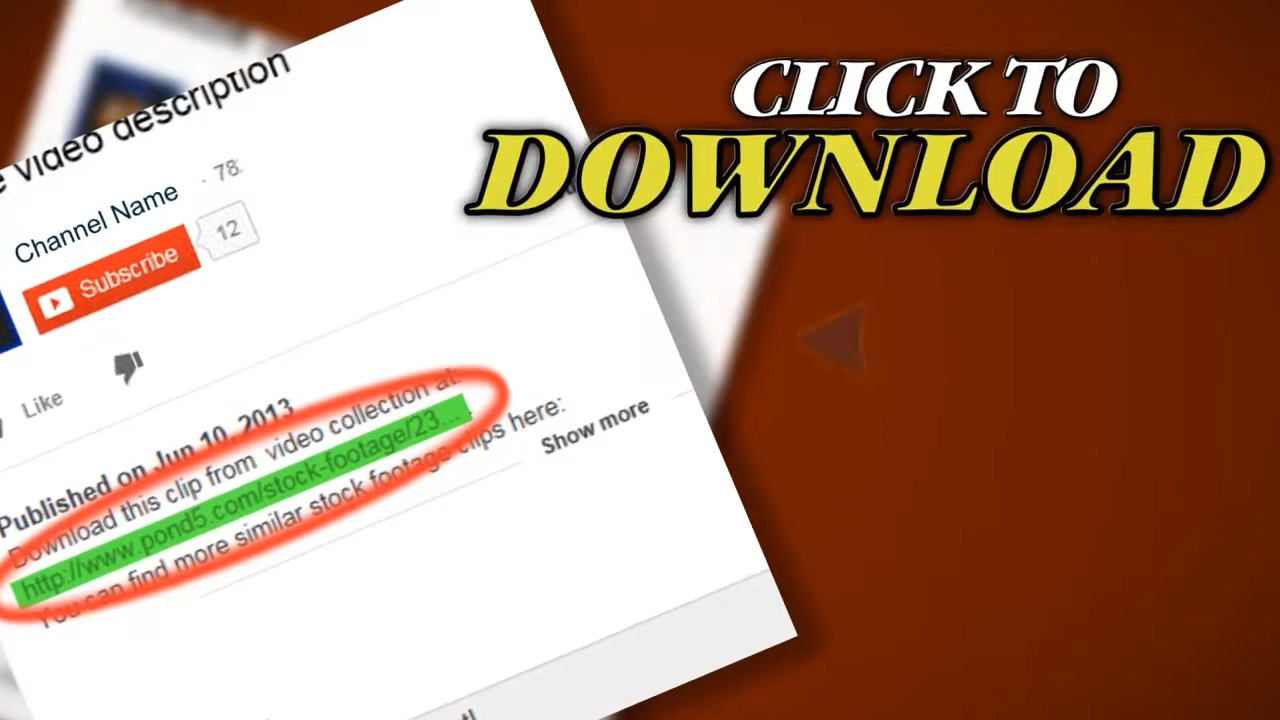 CLICK TO
DOWNLOAD
video description
Channel Name
78
Subscribe
12
Like
Published on Jun 10, 2013
Download this clip from video collection at:
http://www.pond5.com/stock-footage/23...
You can find more similar stock footage clips here:
Show more